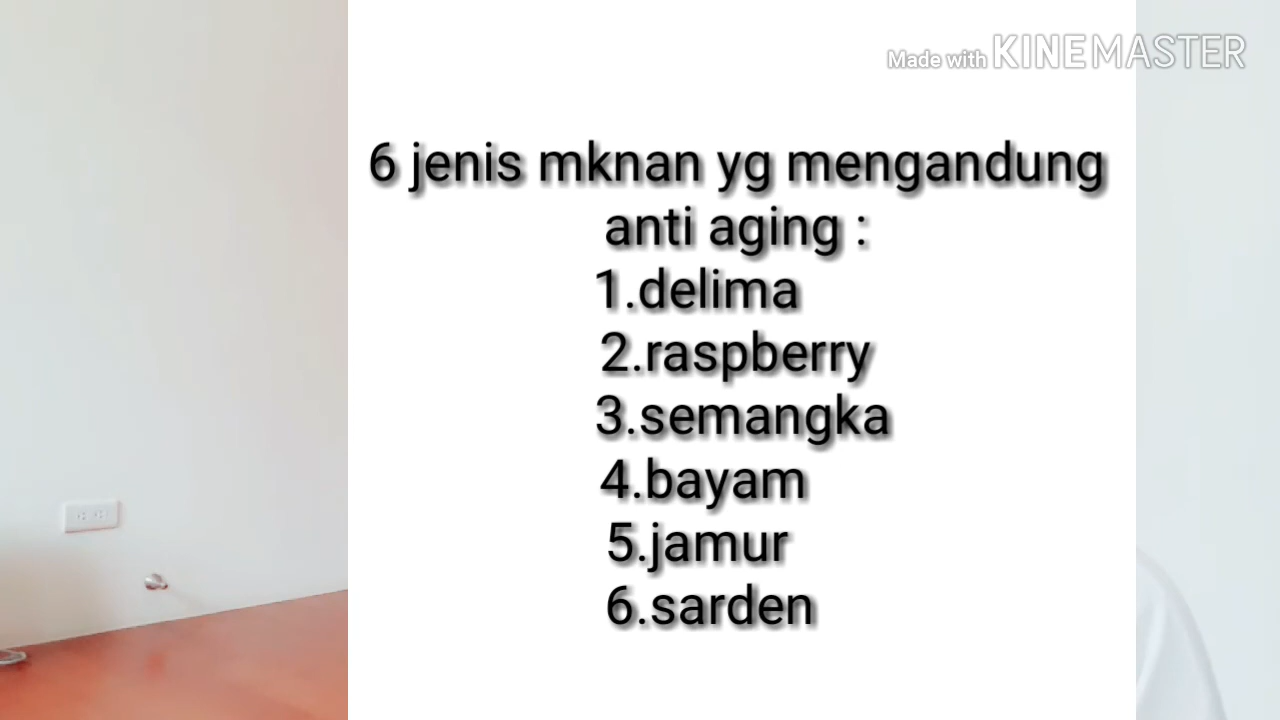 Made with KINEMASTER
6 jenis mknan yg mengandung
anti aging :
1.delima
2.raspberry
3.semangka
4.bayam
5.jamur
6.sarden